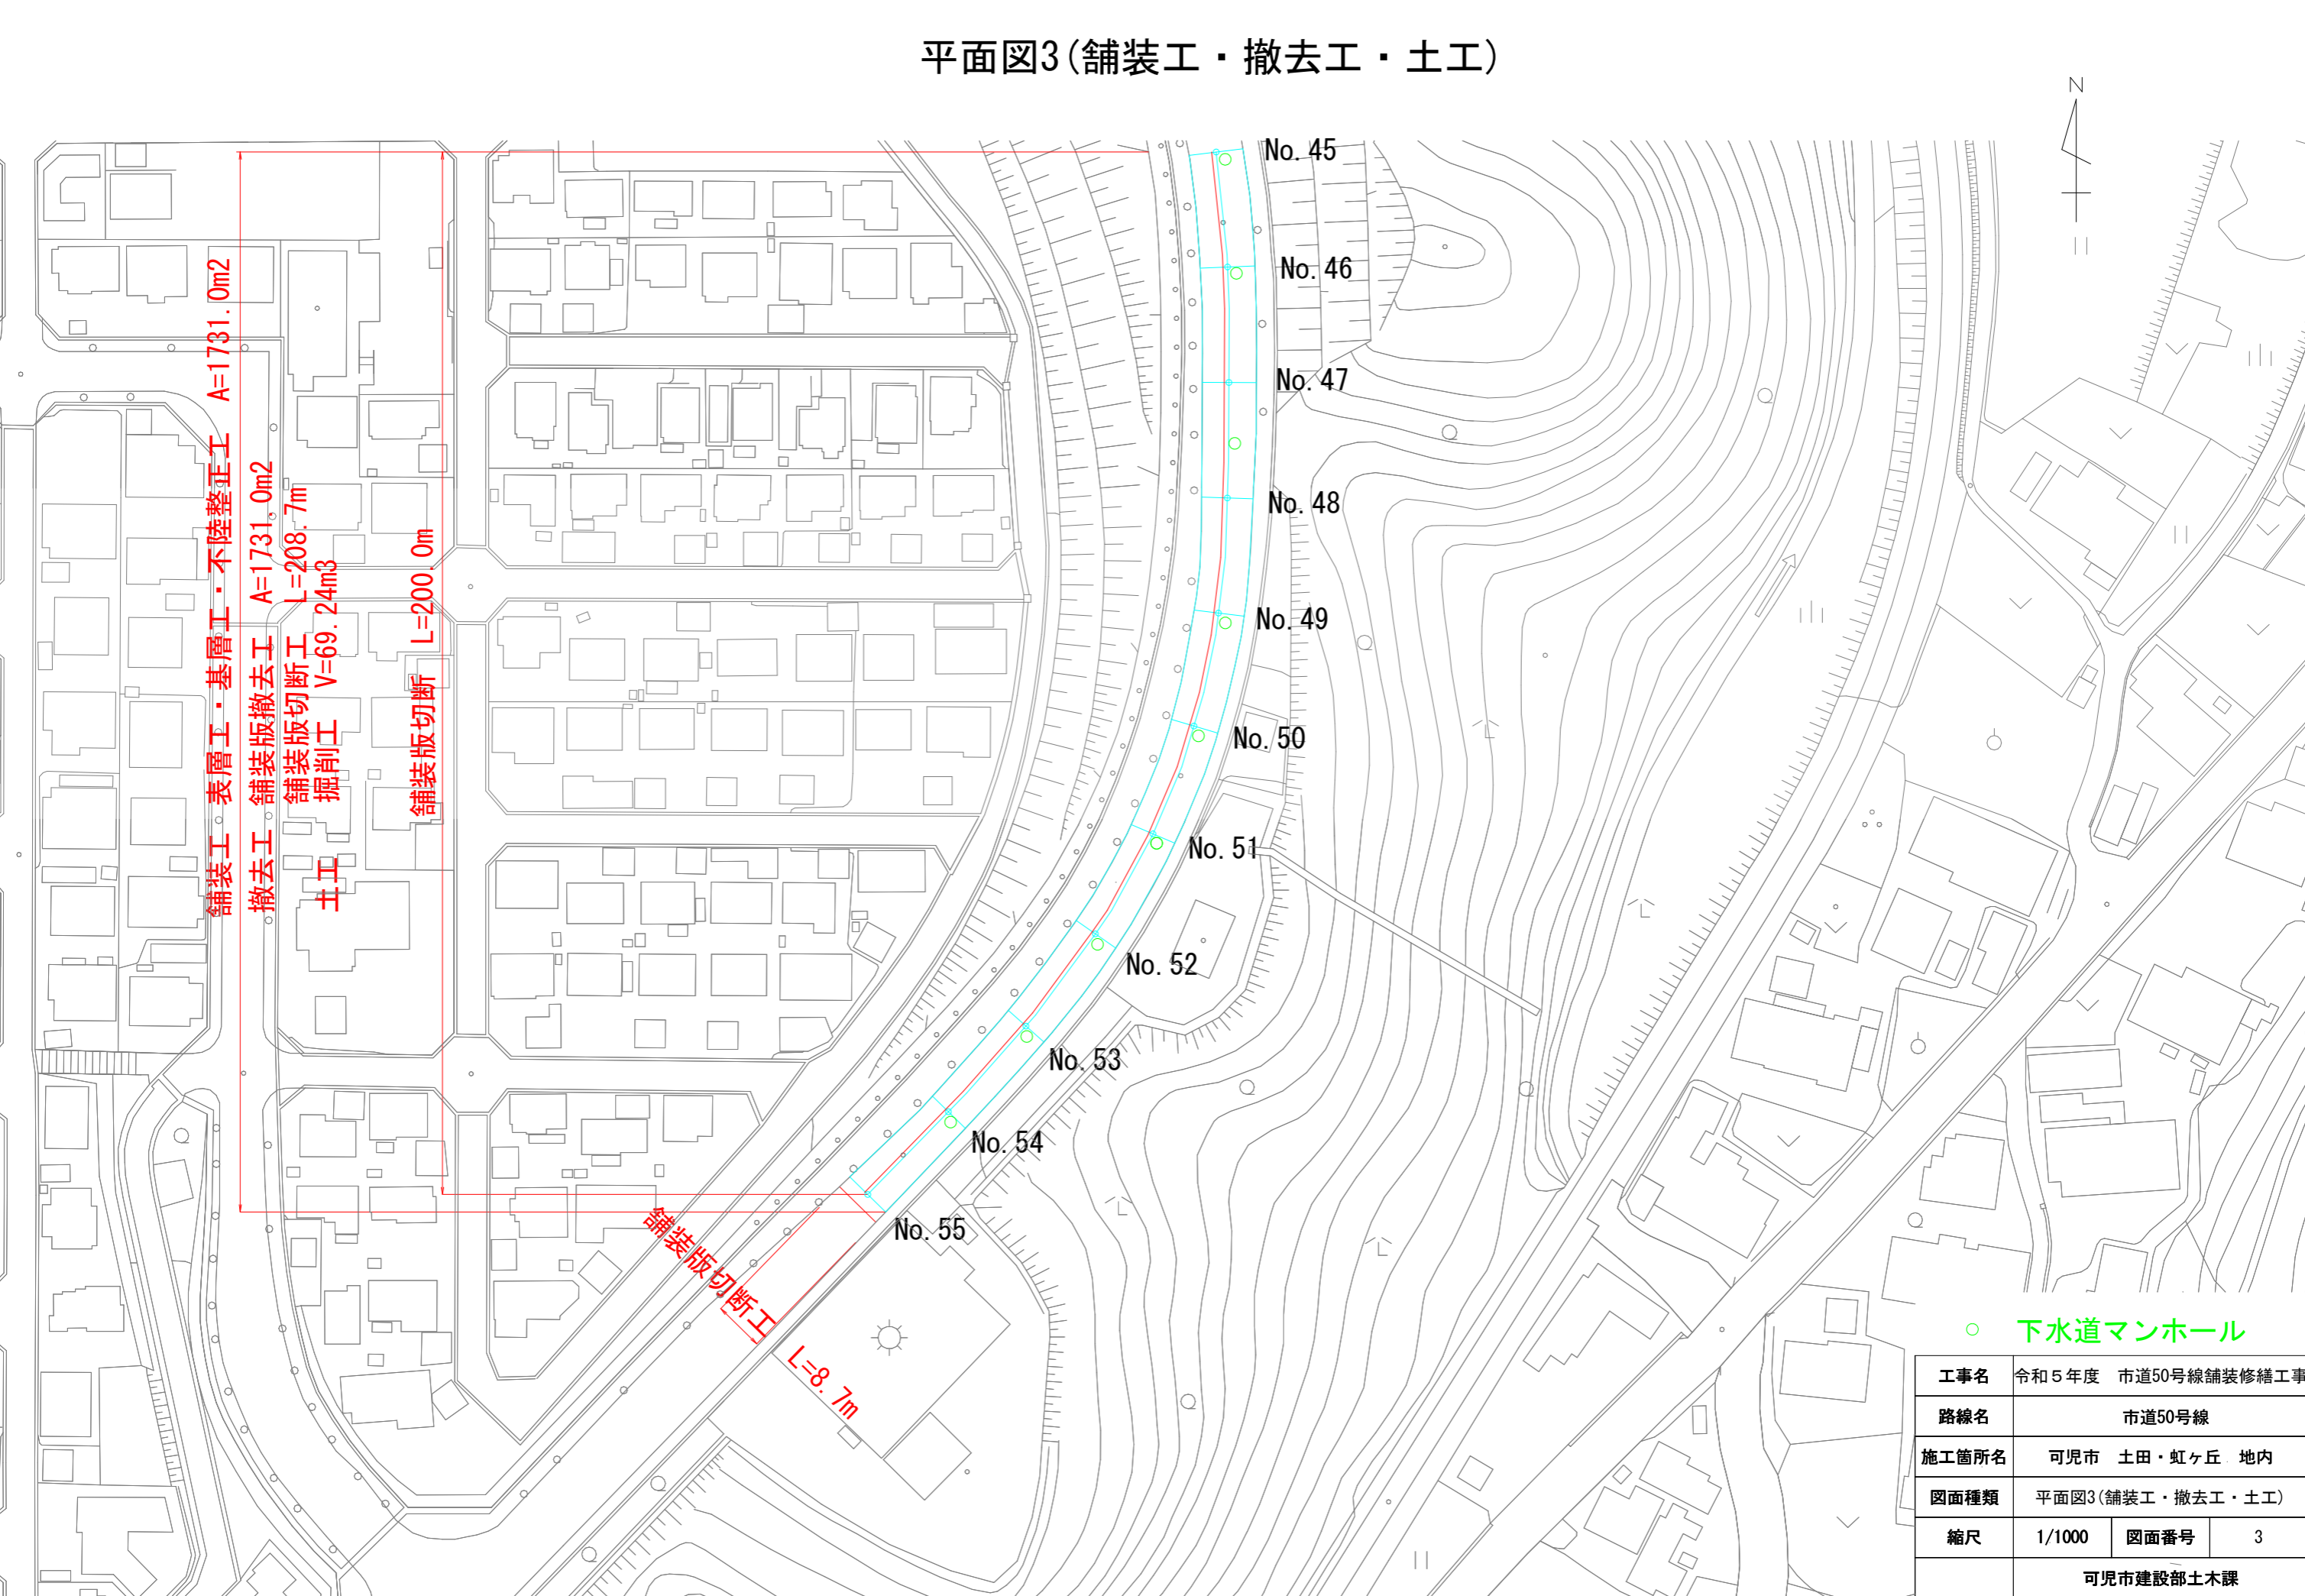 平面図3(舗装工・撤去工・土工)
N
No.45
No.46
No.47
No.48
No.49
No.50
No.51
No.52
No.53
No.54
No.55
舗装工 表層工・基層工・不陸整正工 A=1731.0m2
撤去工 舗装版撤去工 A=1731.0m2
舗装版切断工 L=208.7m
土工 掘削工 V=69.24m3
舗装版切断 L=200.0m
舗装版切断工
L=8.7m
下水道マンホール
工事名 令和5年度 市道50号線舗装修繕工事
路線名 市道50号線
施工箇所名 可児市 土田・虹ヶ丘 地内
図面種類 平面図3(舗装工・撤去工・土工)
縮尺 1/1000 図面番号 3
可児市建設部土木課